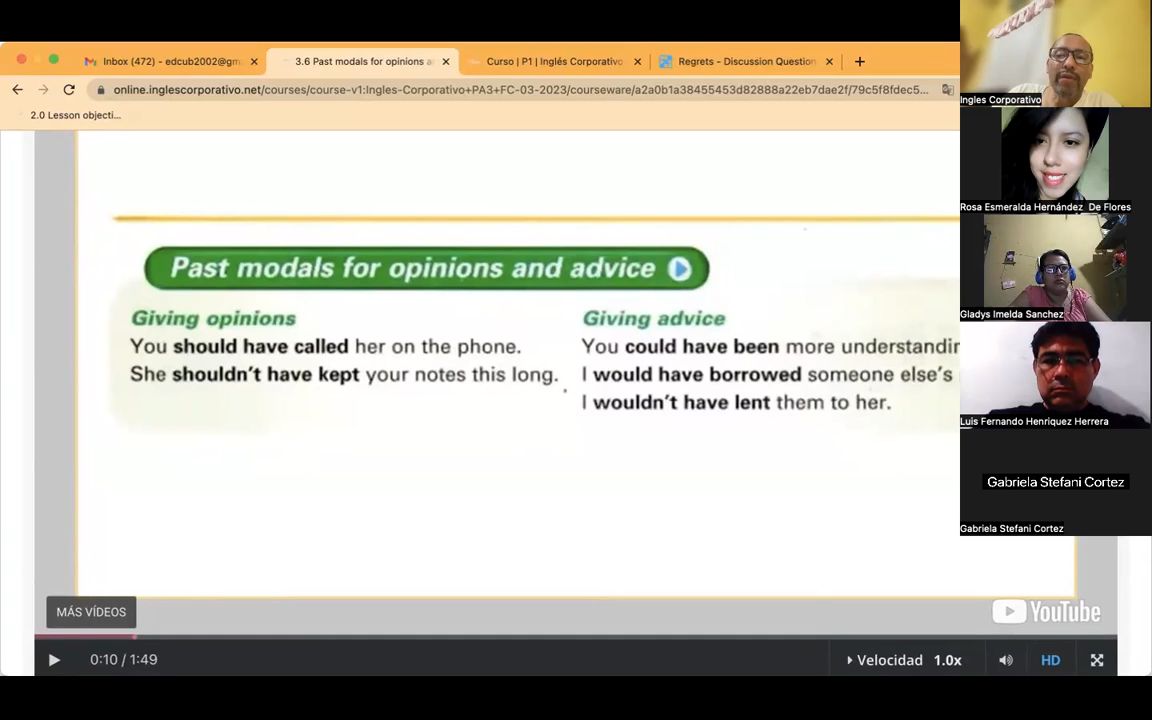 Inbox (472) - edcub2002@gm
3.6 Past modals for opinions a
Curso | P1 | Inglés Corporativo
Regrets - Discussion Question
online.inglescorporativo.net/courses/course-v1:Ingles-Corporativo+PA3+FC-03-2023/courseware/a2a0b1a38455453d82888a22eb7dae2f/79c5f8fdec5...
2.0 Lesson objecti...
Past modals for opinions and advice
Giving opinions
You should have called her on the phone.
She shouldn't have kept your notes this long.
Giving advice
You could have been more understandin
I would have borrowed someone else's
I wouldn't have lent them to her.
MÁS VÍDEOS
YouTube
0:10 / 1:49
Velocidad 1.0x
HD
Ingles Corporativo
Rosa Esmeralda Hernández De Flores
Gladys Imelda Sanchez
Luis Fernando Henriquez Herrera
Gabriela Stefani Cortez
Gabriela Stefani Cortez